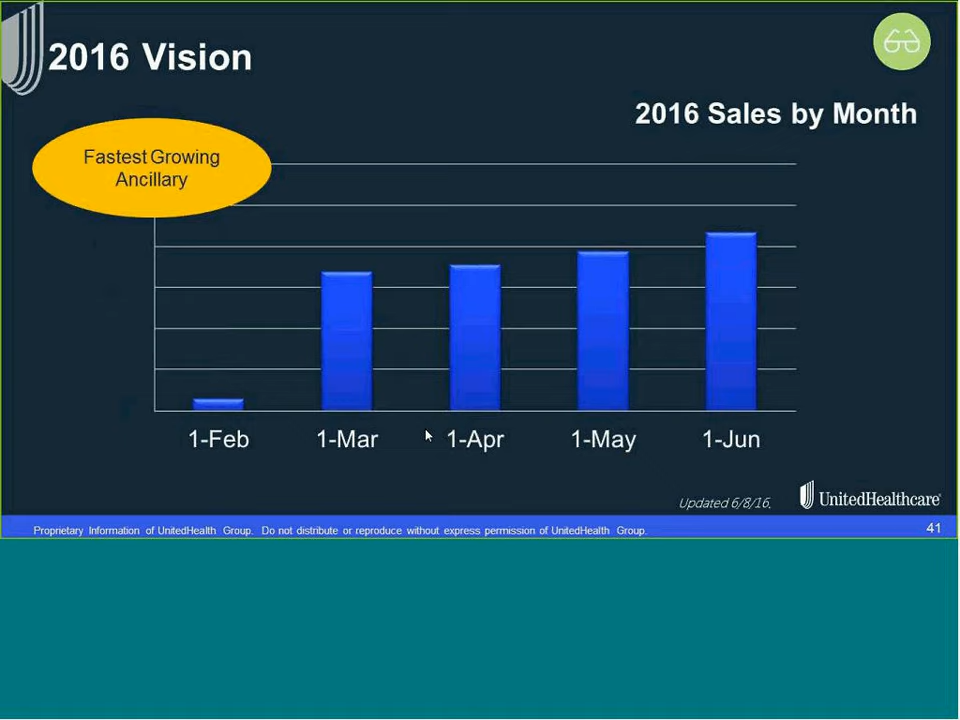 2016 Vision
2016 Sales by Month
Fastest Growing
Ancillary
1-Feb 1-Mar 1-Apr 1-May 1-Jun
Updated 6/8/16.
UnitedHealthcare®
Proprietary Information of UnitedHealth Group. Do not distribute or reproduce without express permission of UnitedHealth Group.
41